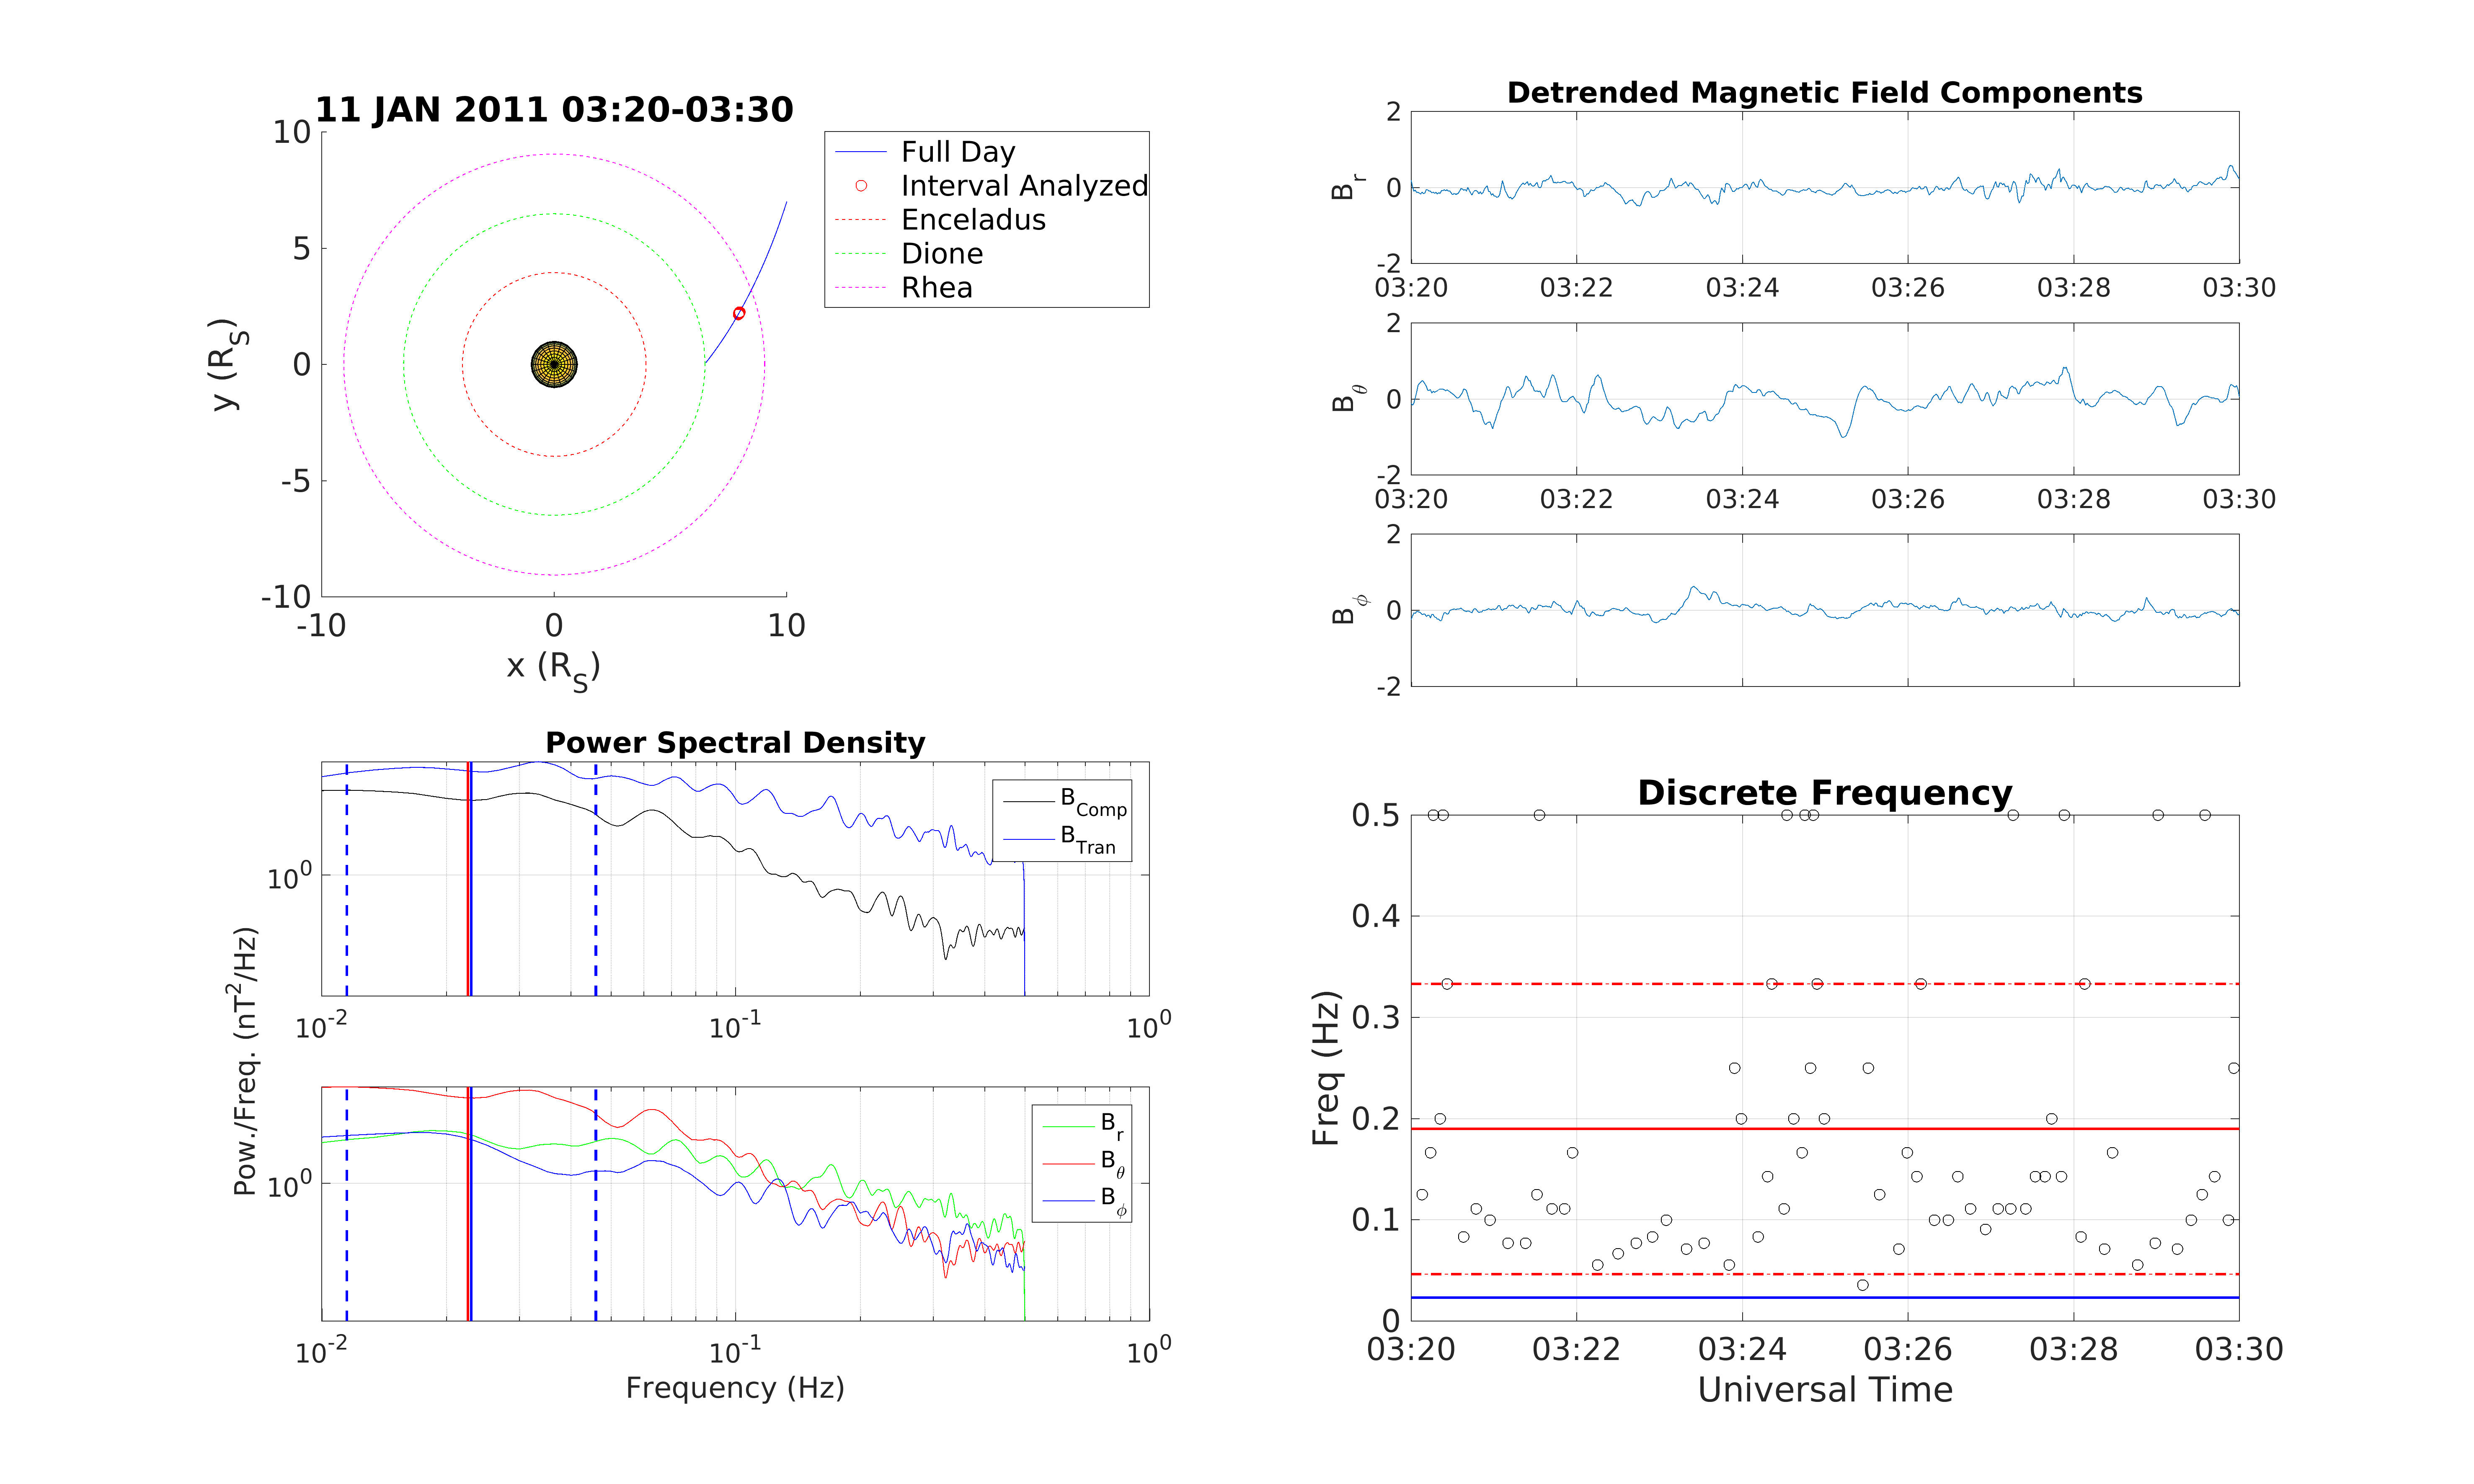 11 JAN 2011 03:20-03:30
10
5
0
-5
-10
y (R_S)
-10 0 10
x (R_S)
Full Day
Interval Analyzed
Enceladus
Dione
Rhea
Detrended Magnetic Field Components
2
0
-2
B_r
03:20 03:22 03:24 03:26 03:28 03:30
2
0
-2
B_θ
03:20 03:22 03:24 03:26 03:28 03:30
2
0
-2
B_ϕ
Power Spectral Density
10^0
B_Comp
B_Tran
10^-2 10^-1 10^0
Pow./Freq. (nT^2/Hz)
10^0
B_r
B_θ
B_ϕ
10^-2 10^-1 10^0
Frequency (Hz)
Discrete Frequency
0.5
0.4
0.3
0.2
0.1
0
Freq (Hz)
03:20 03:22 03:24 03:26 03:28 03:30
Universal Time